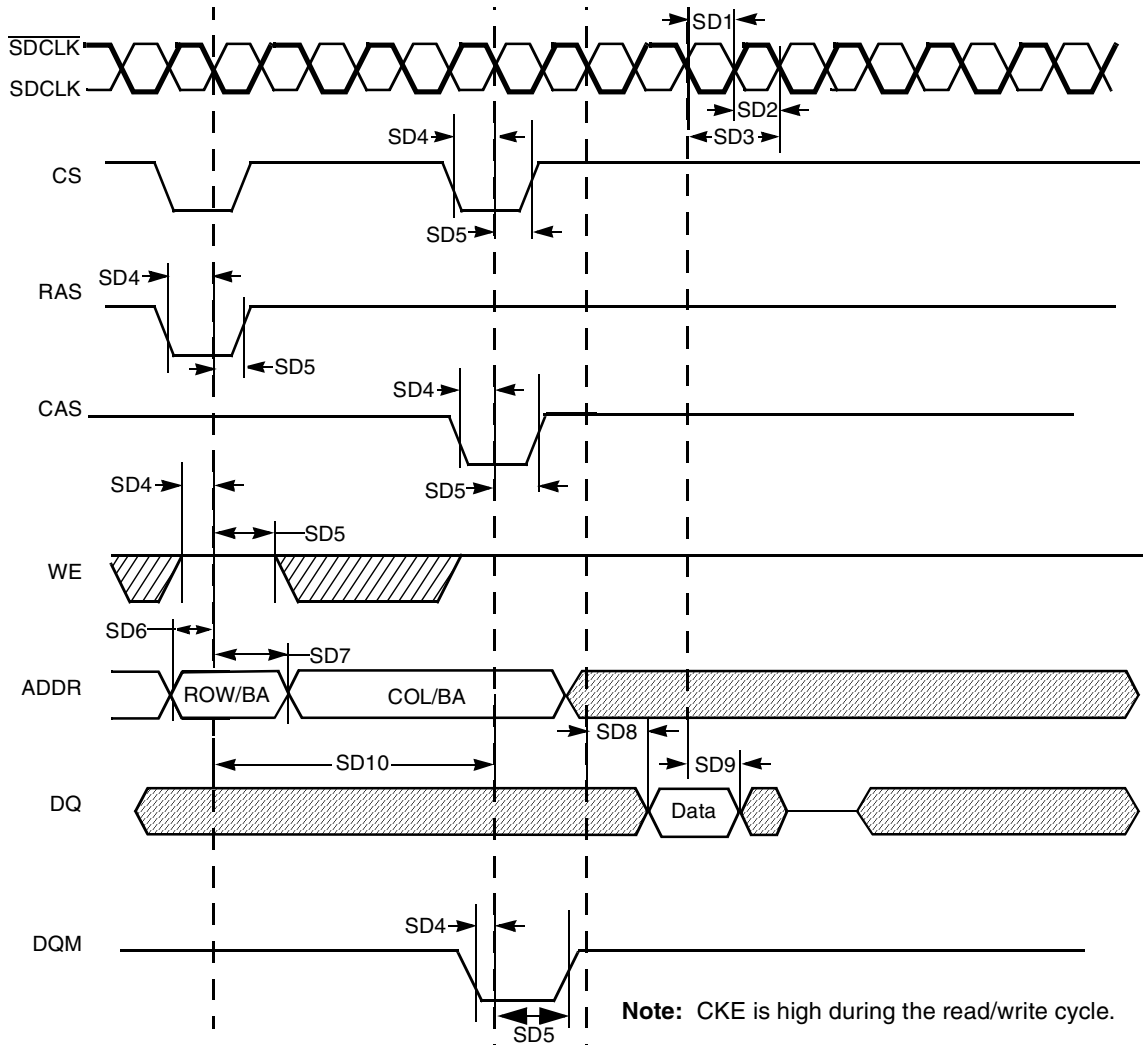 SD1
SDCLK
SDCLK
SD2
SD4
SD3
CS
SD5
SD4
RAS
SD5
SD4
CAS
SD4
SD5
SD5
WE
SD6
SD7
ADDR
ROW/BA
COL/BA
SD8
SD10
SD9
DQ
Data
SD4
DQM
Note: CKE is high during the read/write cycle.
SD5